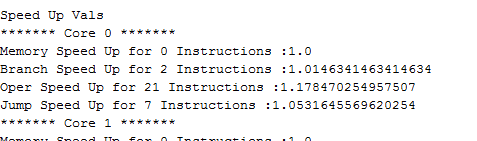 Speed Up Vals
******* Core 0 *******
Memory Speed Up for 0 Instructions :1.0
Branch Speed Up for 2 Instructions :1.0146341463414634
Oper Speed Up for 21 Instructions :1.178470254957507
Jump Speed Up for 7 Instructions :1.0531645569620254
******* Core 1 *******
Memory Speed Up for 0 Instructions :1.0